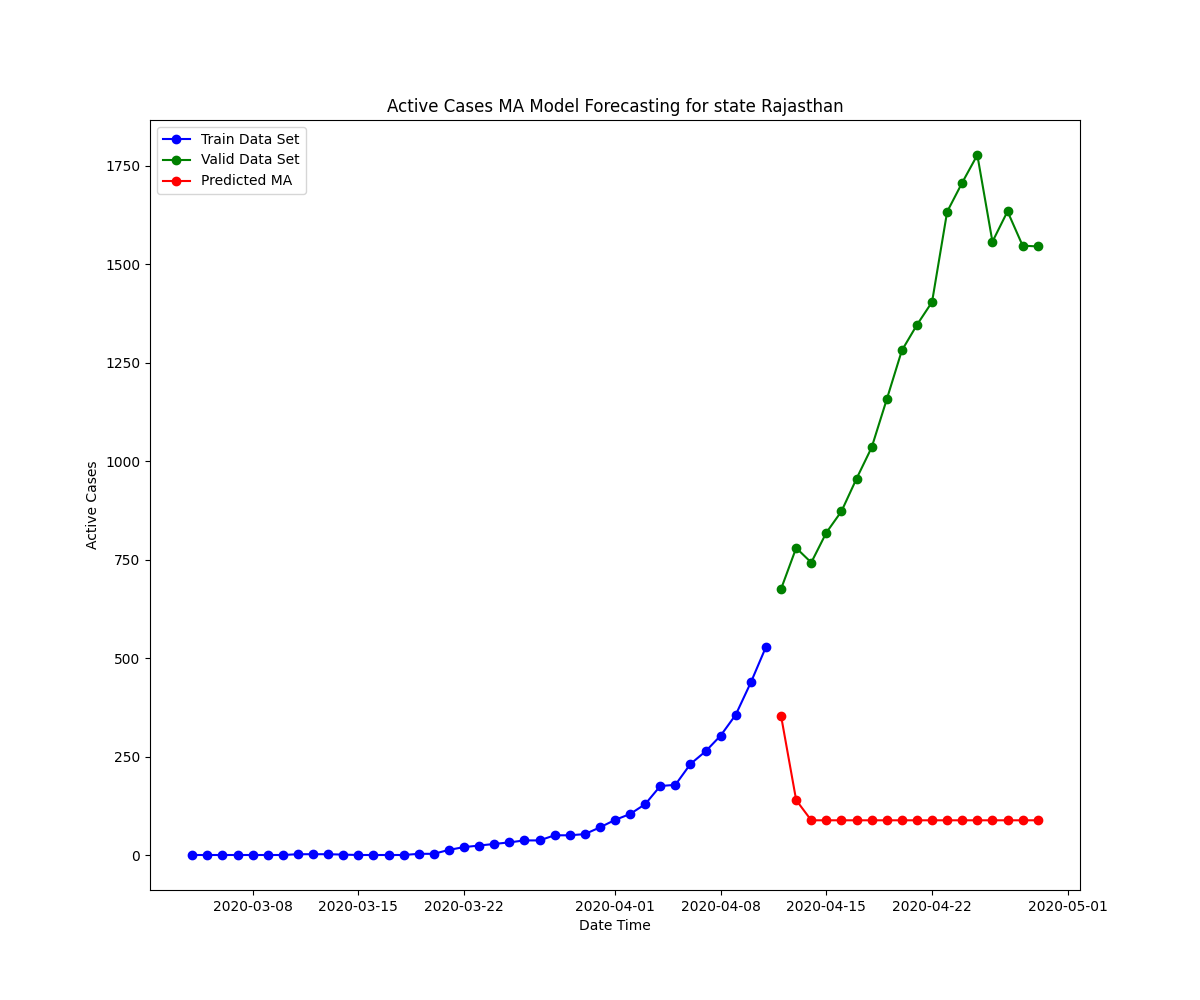 Active Cases MA Model Forecasting for state Rajasthan
Train Data Set
Valid Data Set
Predicted MA
1750
1500
1250
1000
750
500
250
0
Active Cases
2020-03-08 2020-03-15 2020-03-22 2020-04-01 2020-04-08 2020-04-15 2020-04-22 2020-05-01
Date Time